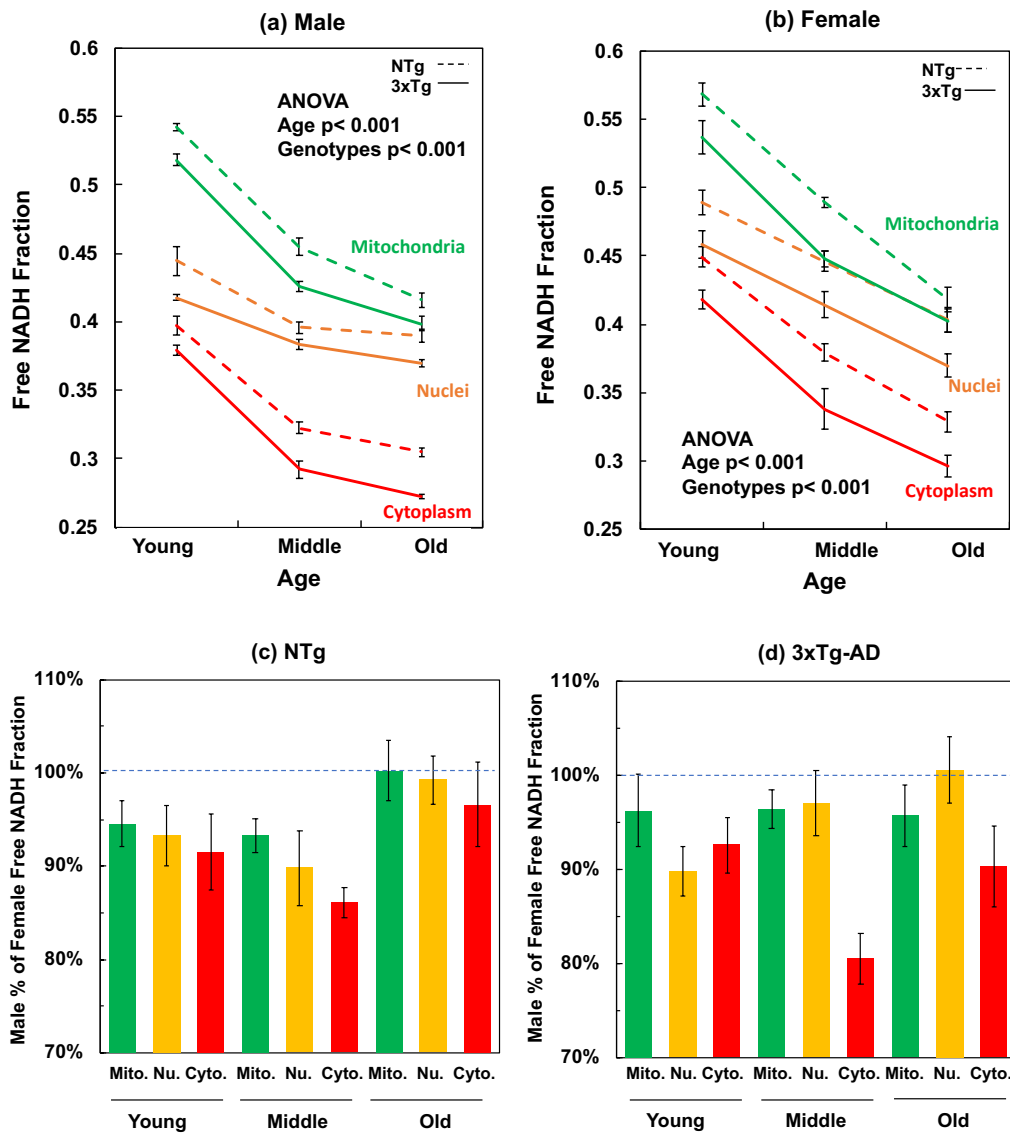 (a) Male
Free NADH Fraction
0.6
0.55
0.5
0.45
0.4
0.35
0.3
0.25
NTg
3xTg
ANOVA
Age p< 0.001
Genotypes p< 0.001
Mitochondria
Nuclei
Cytoplasm
Young Middle Old
Age
(b) Female
Free NADH Fraction
0.6
0.55
0.5
0.45
0.4
0.35
0.3
0.25
NTg
3xTg
Mitochondria
Nuclei
ANOVA
Age p< 0.001
Genotypes p< 0.001
Cytoplasm
Young Middle Old
Age
(c) NTg
Male % of Female Free NADH Fraction
110%
100%
90%
80%
70%
Mito. Nu. Cyto. Mito. Nu. Cyto. Mito. Nu. Cyto.
Young Middle Old
(d) 3xTg-AD
Male % of Female Free NADH Fraction
110%
100%
90%
80%
70%
Mito. Nu. Cyto. Mito. Nu. Cyto. Mito. Nu. Cyto.
Young Middle Old